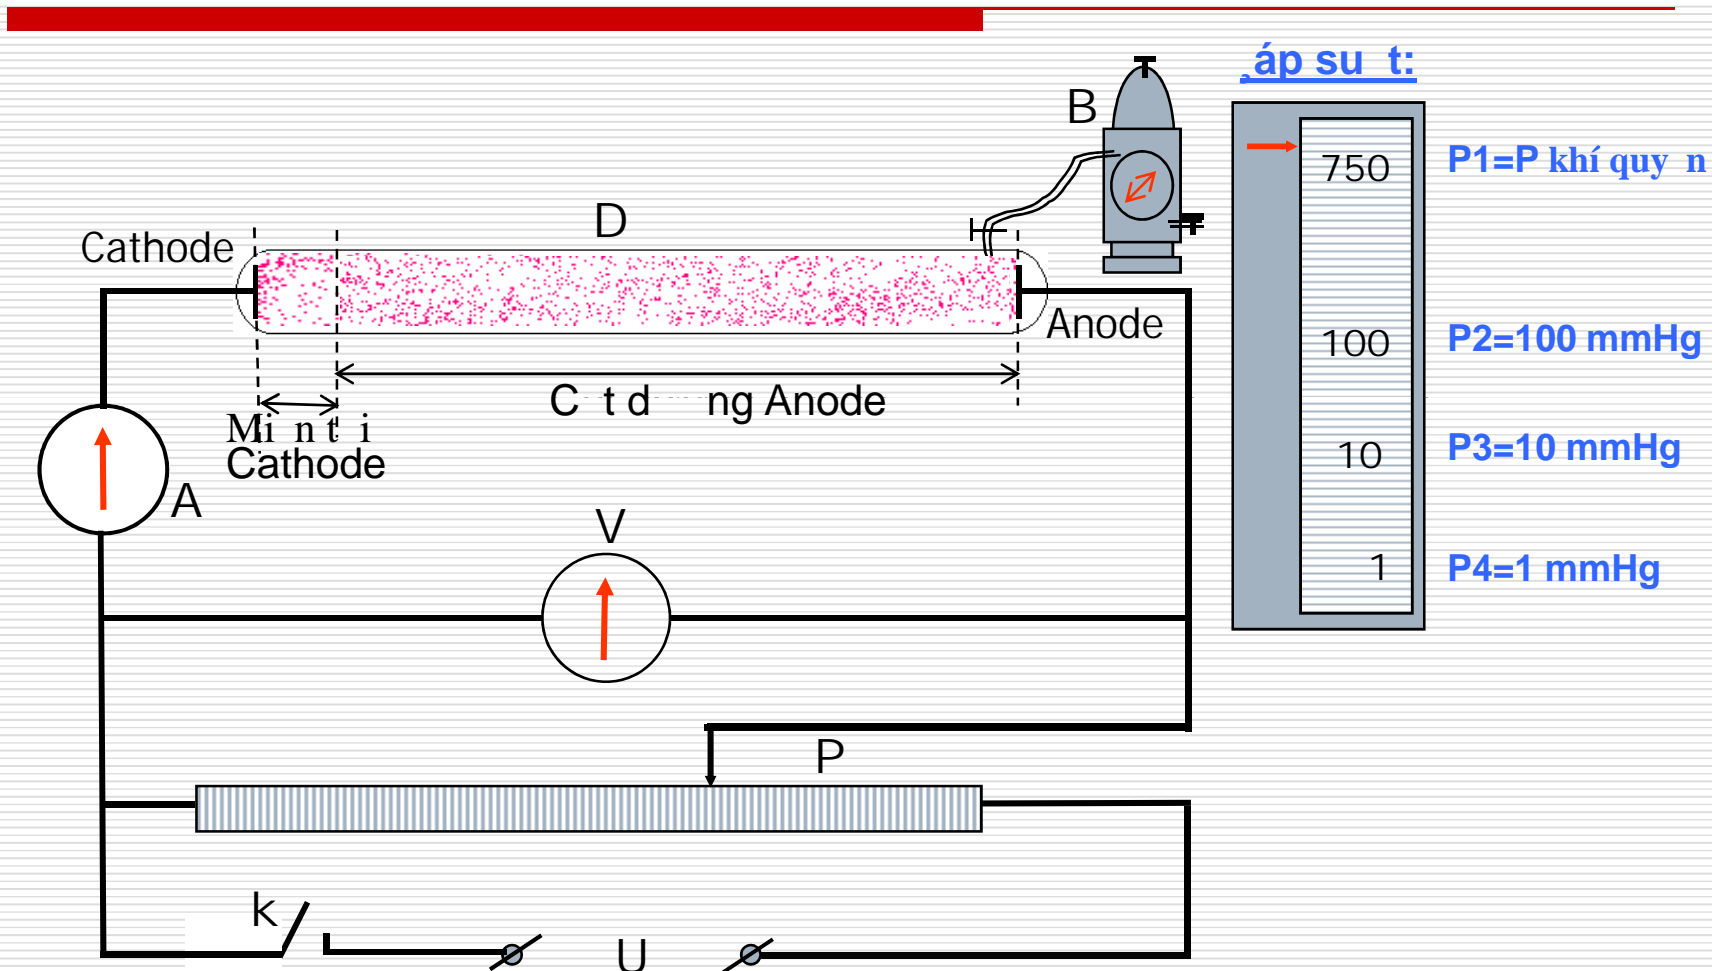 áp su t:
B
750
P1=P khí quy n
D
Cathode
Anode
100
P2=100 mmHg
C t d ng Anode
Mi n t i
Cathode
10
P3=10 mmHg
A
V
1
P4=1 mmHg
P
k
U